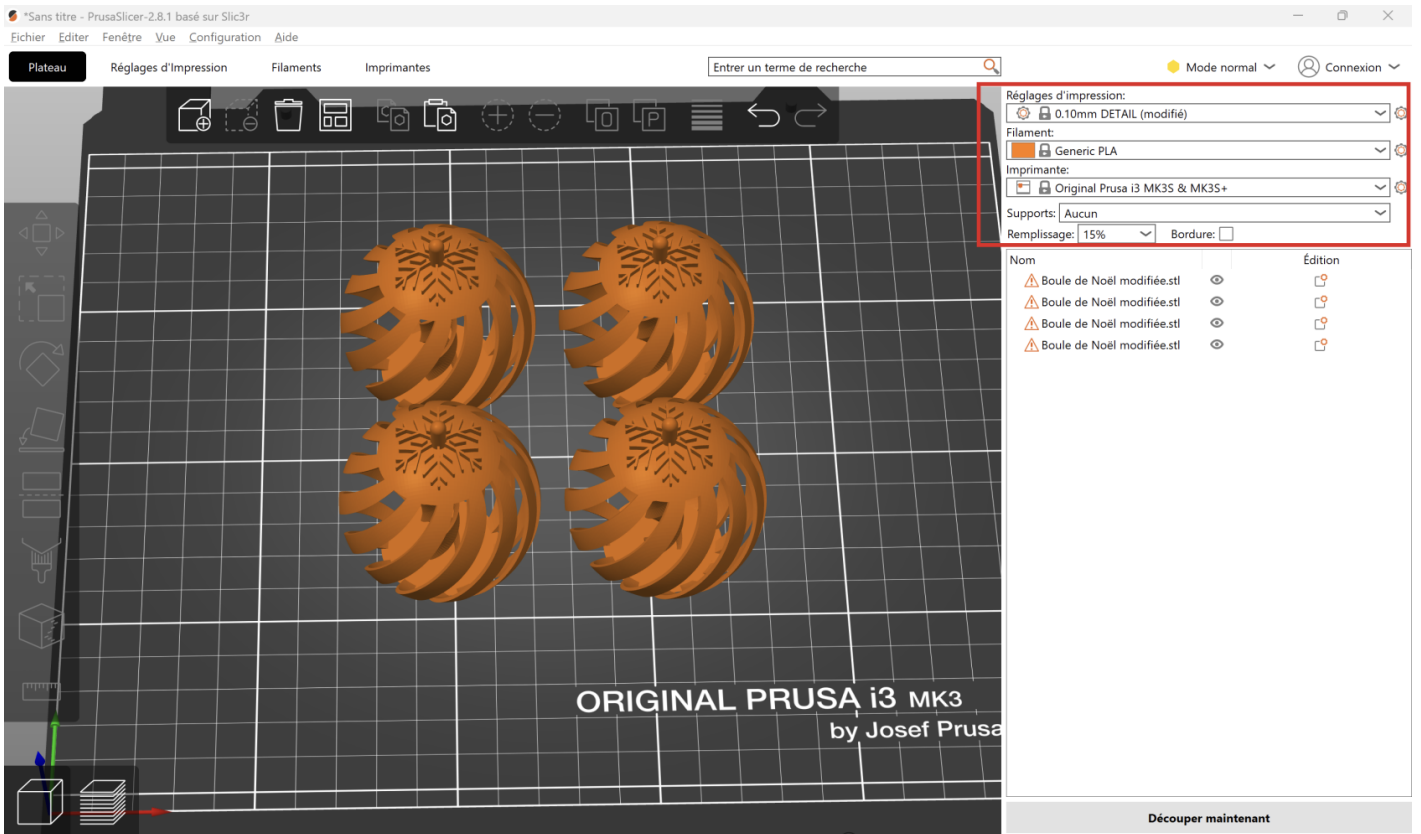 *Sans titre - PrusaSlicer-2.8.1 basé sur Slic3r
Fichier Editer Fenêtre Vue Configuration Aide
Plateau Réglages d'Impression Filaments Imprimantes Entrer un terme de recherche Mode normal Connexion
Réglages d'impression:
0.10mm DETAIL (modifié)
Filament:
Generic PLA
Imprimante:
Original Prusa i3 MK3S & MK3S+
Supports: Aucun
Remplissage: 15% Bordure:
Nom Édition
Boule de Noël modifiée.stl
Boule de Noël modifiée.stl
Boule de Noël modifiée.stl
Boule de Noël modifiée.stl
ORIGINAL PRUSA i3 MK3
by Josef Prusa
Découper maintenant